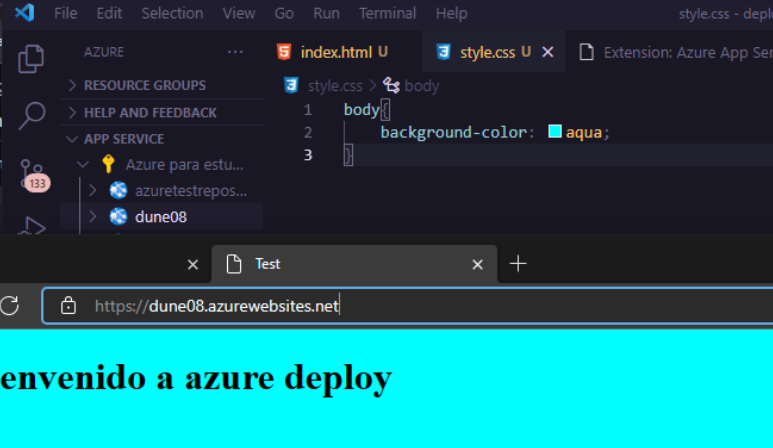 File Edit Selection View Go Run Terminal Help style.css - depl
AZURE ... index.html U style.css U × Extension: Azure App Ser
RESOURCE GROUPS
style.css > body
HELP AND FEEDBACK
1 body{
APP SERVICE
2 background-color: aqua;
Azure para estu...
3 }
133
azuretestrepos...
dune08
Test
https://dune08.azurewebsites.net
envenido a azure deploy